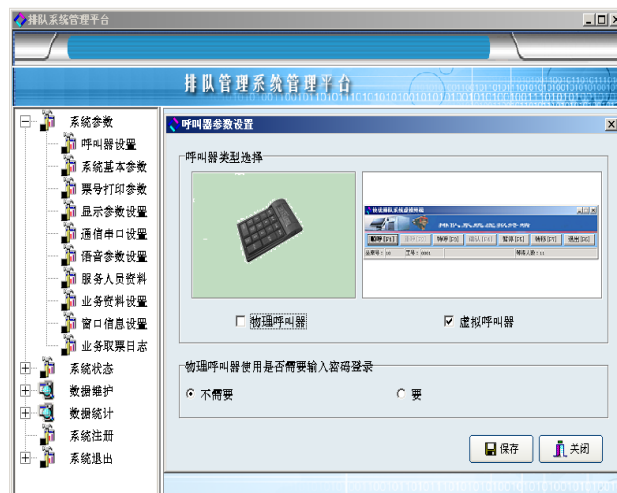 排队系统管理平台
排队管理系统管理平台
系统参数
呼叫器设置
系统基本参数
票号打印参数
显示参数设置
通信串口设置
语音参数设置
服务人员资料
业务资料设置
窗口信息设置
业务取票日志
系统状态
数据维护
数据统计
系统注册
系统退出
呼叫器参数设置
呼叫器类型选择
物理呼叫器
虚拟呼叫器
物理呼叫器使用是否需要输入密码登录
不需要
要
保存
关闭